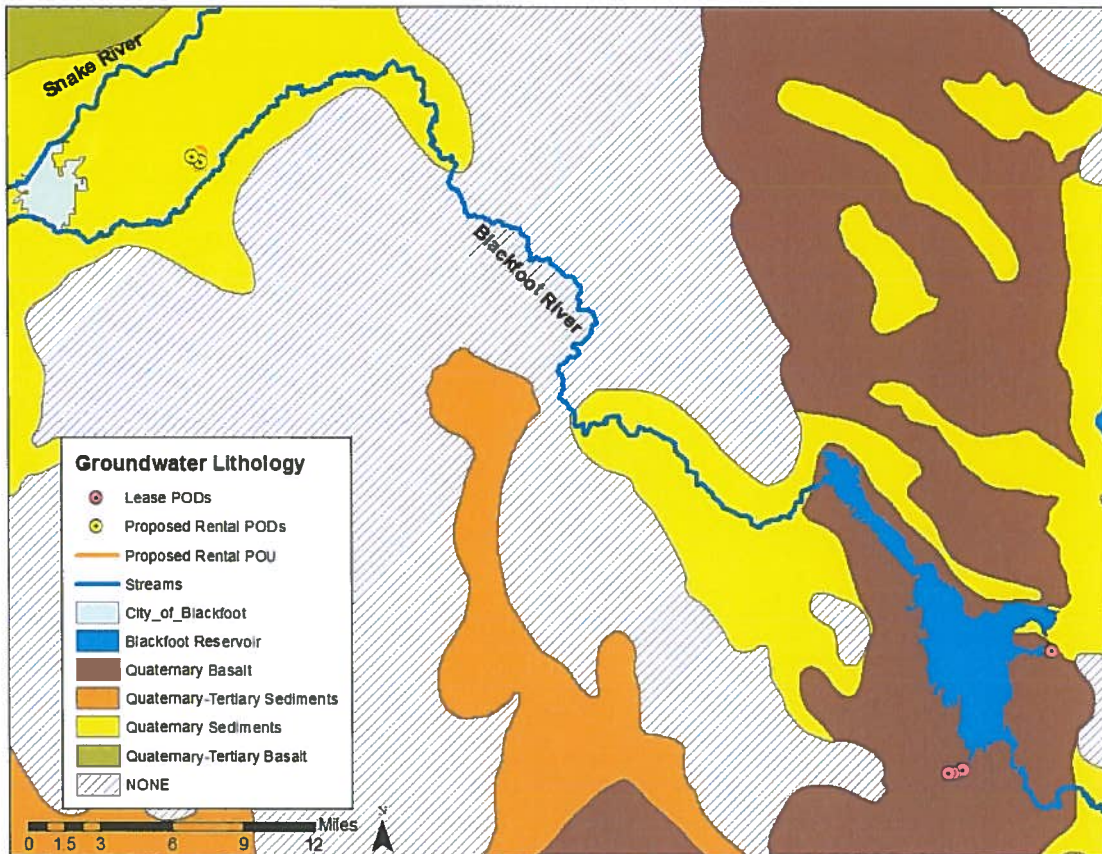 Snake River
Blackfoot River
Groundwater Lithology
Lease PODs
Proposed Rental PODs
Proposed Rental POU
Streams
City_of_Blackfoot
Blackfoot Reservoir
Quaternary Basalt
Quaternary-Tertiary Sediments
Quaternary Sediments
Quaternary-Tertiary Basalt
NONE
Miles
0 1.5 3 6 9 12
N